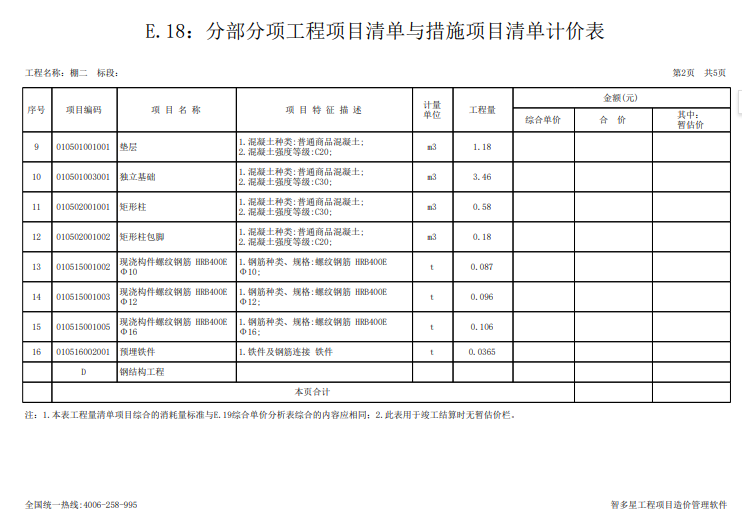 E.18: 分部分项工程项目清单与措施项目清单计价表
工程名称: 棚二 标段: 第2页 共5页
序号 项目编码 项 目 名 称 项 目 特 征 描 述 计量单位 工程量 金额(元)
综合单价 合 价 其中: 暂估价
9 010501001001 垫层 1.混凝土种类:普通商品混凝土; 2.混凝土强度等级:C20; m3 1.18
10 010501003001 独立基础 1.混凝土种类:普通商品混凝土; 2.混凝土强度等级:C30; m3 3.46
11 010502001001 矩形柱 1.混凝土种类:普通商品混凝土; 2.混凝土强度等级:C30; m3 0.58
12 010502001002 矩形柱包脚 1.混凝土种类:普通商品混凝土; 2.混凝土强度等级:C20; m3 0.18
13 010515001002 现浇构件螺纹钢筋 HRB400E Φ10 1.钢筋种类、规格:螺纹钢筋 HRB400E Φ10; t 0.087
14 010515001003 现浇构件螺纹钢筋 HRB400E Φ12 1.钢筋种类、规格:螺纹钢筋 HRB400E Φ12; t 0.096
15 010515001005 现浇构件螺纹钢筋 HRB400E Φ16 1.钢筋种类、规格:螺纹钢筋 HRB400E Φ16; t 0.106
16 010516002001 预埋铁件 1.铁件及钢筋连接 铁件 t 0.0365
D 钢结构工程
本页合计
注: 1.本表工程量清单项目综合的消耗量标准与E.19综合单价分析表综合的内容应相同; 2.此表用于竣工结算时无暂估价栏。
全国统一热线:4006-258-995 智多星工程项目造价管理软件